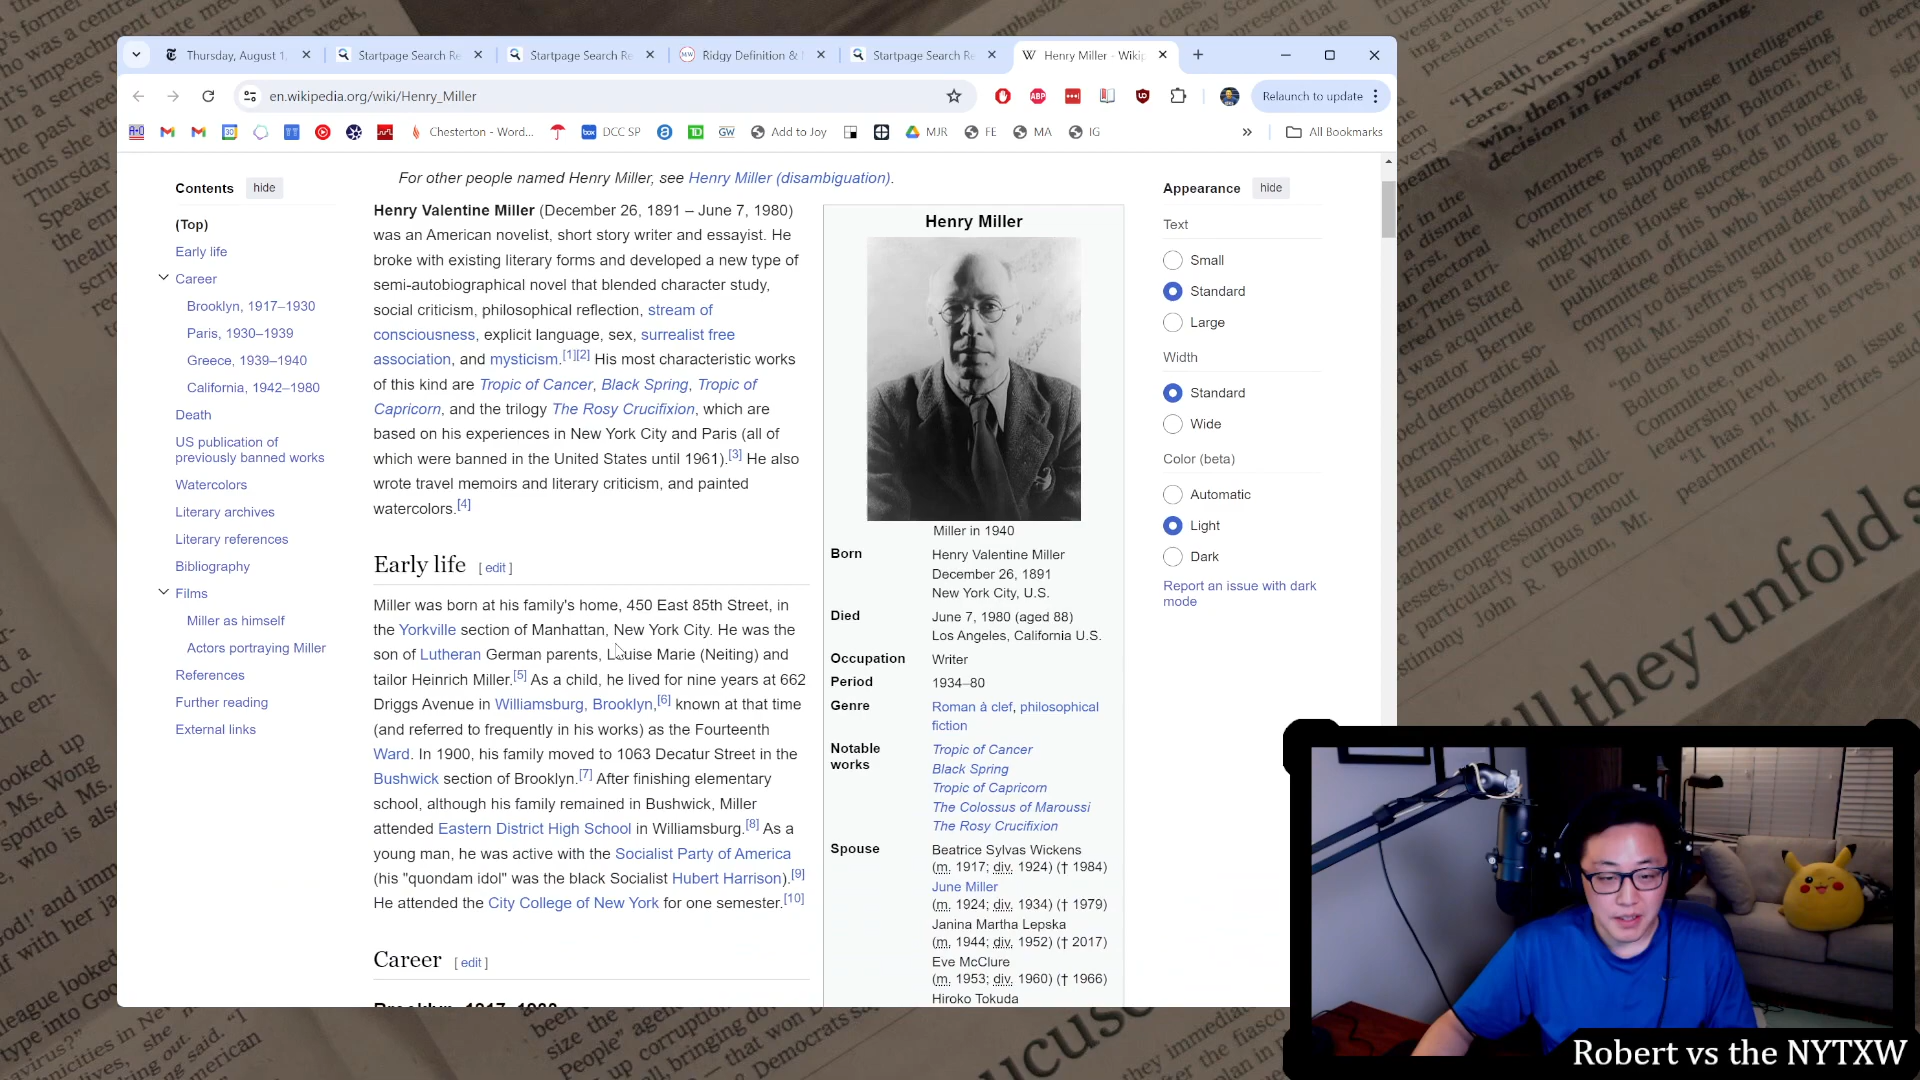 Thursday, August 1
Startpage Search Re
Startpage Search Re
Ridgy Definition &
Startpage Search Re
Henry Miller - Wiki
en.wikipedia.org/wiki/Henry_Miller
Relaunch to update
Chesterton - Word...
DCC SP
GW
Add to Joy
MJR
FE
MA
IG
All Bookmarks
Contents
hide
(Top)
Early life
Career
Brooklyn, 1917–1930
Paris, 1930–1939
Greece, 1939–1940
California, 1942–1980
Death
US publication of
previously banned works
Watercolors
Literary archives
Literary references
Bibliography
Films
Miller as himself
Actors portraying Miller
References
Further reading
External links
For other people named Henry Miller, see Henry Miller (disambiguation).
Henry Valentine Miller (December 26, 1891 – June 7, 1980)
was an American novelist, short story writer and essayist. He
broke with existing literary forms and developed a new type of
semi-autobiographical novel that blended character study,
social criticism, philosophical reflection, stream of
consciousness, explicit language, sex, surrealist free
association, and mysticism.[1][2] His most characteristic works
of this kind are Tropic of Cancer, Black Spring, Tropic of
Capricorn, and the trilogy The Rosy Crucifixion, which are
based on his experiences in New York City and Paris (all of
which were banned in the United States until 1961).[3] He also
wrote travel memoirs and literary criticism, and painted
watercolors.[4]
Early life [ edit ]
Miller was born at his family's home, 450 East 85th Street, in
the Yorkville section of Manhattan, New York City. He was the
son of Lutheran German parents, Louise Marie (Neiting) and
tailor Heinrich Miller.[5] As a child, he lived for nine years at 662
Driggs Avenue in Williamsburg, Brooklyn,[6] known at that time
(and referred to frequently in his works) as the Fourteenth
Ward. In 1900, his family moved to 1063 Decatur Street in the
Bushwick section of Brooklyn.[7] After finishing elementary
school, although his family remained in Bushwick, Miller
attended Eastern District High School in Williamsburg.[8] As a
young man, he was active with the Socialist Party of America
(his "quondam idol" was the black Socialist Hubert Harrison).[9]
He attended the City College of New York for one semester.[10]
Career [ edit ]
Henry Miller
Miller in 1940
Born
Henry Valentine Miller
December 26, 1891
New York City, U.S.
Died
June 7, 1980 (aged 88)
Los Angeles, California U.S.
Occupation
Writer
Period
1934–80
Genre
Roman à clef, philosophical
fiction
Notable
works
Tropic of Cancer
Black Spring
Tropic of Capricorn
The Colossus of Maroussi
The Rosy Crucifixion
Spouse
Beatrice Sylvas Wickens
(m. 1917; div. 1924) († 1984)
June Miller
(m. 1924; div. 1934) († 1979)
Janina Martha Lepska
(m. 1944; div. 1952) († 2017)
Eve McClure
(m. 1953; div. 1960) († 1966)
Hiroko Tokuda
Appearance
hide
Text
Small
Standard
Large
Width
Standard
Wide
Color (beta)
Automatic
Light
Dark
Report an issue with dark
mode
they unfold
Robert vs the NYTXW